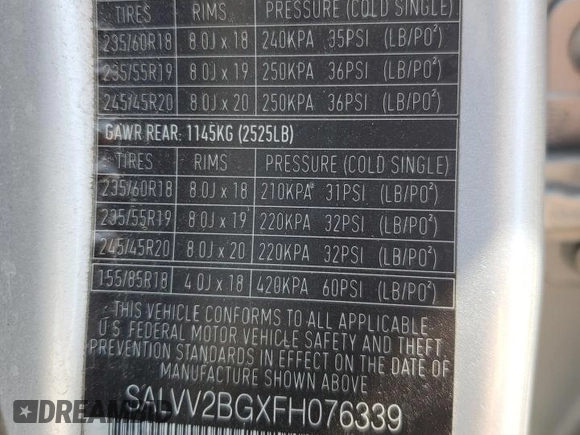 TIRES RIMS PRESSURE (COLD SINGLE)
235/60R18 8.0J x 18 240KPA 35PSI (LB/PO²)
235/55R19 8.0J x 19 250KPA 36PSI (LB/PO²)
245/45R20 8.0J x 20 250KPA 36PSI (LB/PO²)
GAWR REAR: 1145KG (2525LB)
TIRES RIMS PRESSURE (COLD SINGLE)
235/60R18 8.0J x 18 210KPA 31PSI (LB/PO²)
235/55R19 8.0J x 19 220KPA 32PSI (LB/PO²)
245/45R20 8.0J x 20 220KPA 32PSI (LB/PO²)
155/85R18 4.0J x 18 420KPA 60PSI (LB/PO²)
THIS VEHICLE CONFORMS TO ALL APPLICABLE
U.S FEDERAL MOTOR VEHICLE SAFETY AND THEFT
PREVENTION STANDARDS IN EFFECT ON THE DATE OF
MANUFACTURE SHOWN ABOVE
SALVV2BGXFH076339